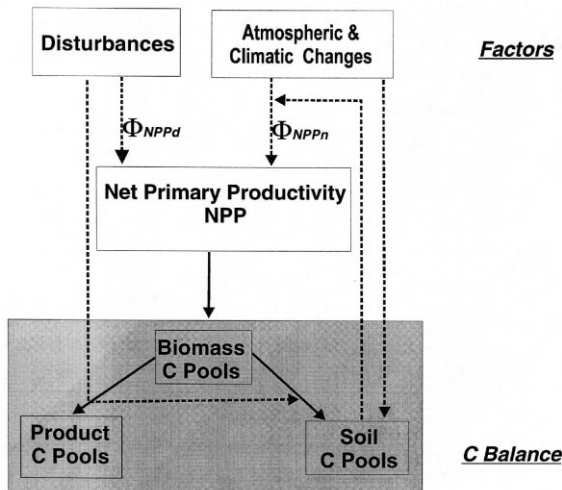 Disturbances
Atmospheric &
Climatic Changes
Factors
ΦNPPd
ΦNPPn
Net Primary Productivity
NPP
Biomass
C Pools
Product
C Pools
Soil
C Pools
C Balance